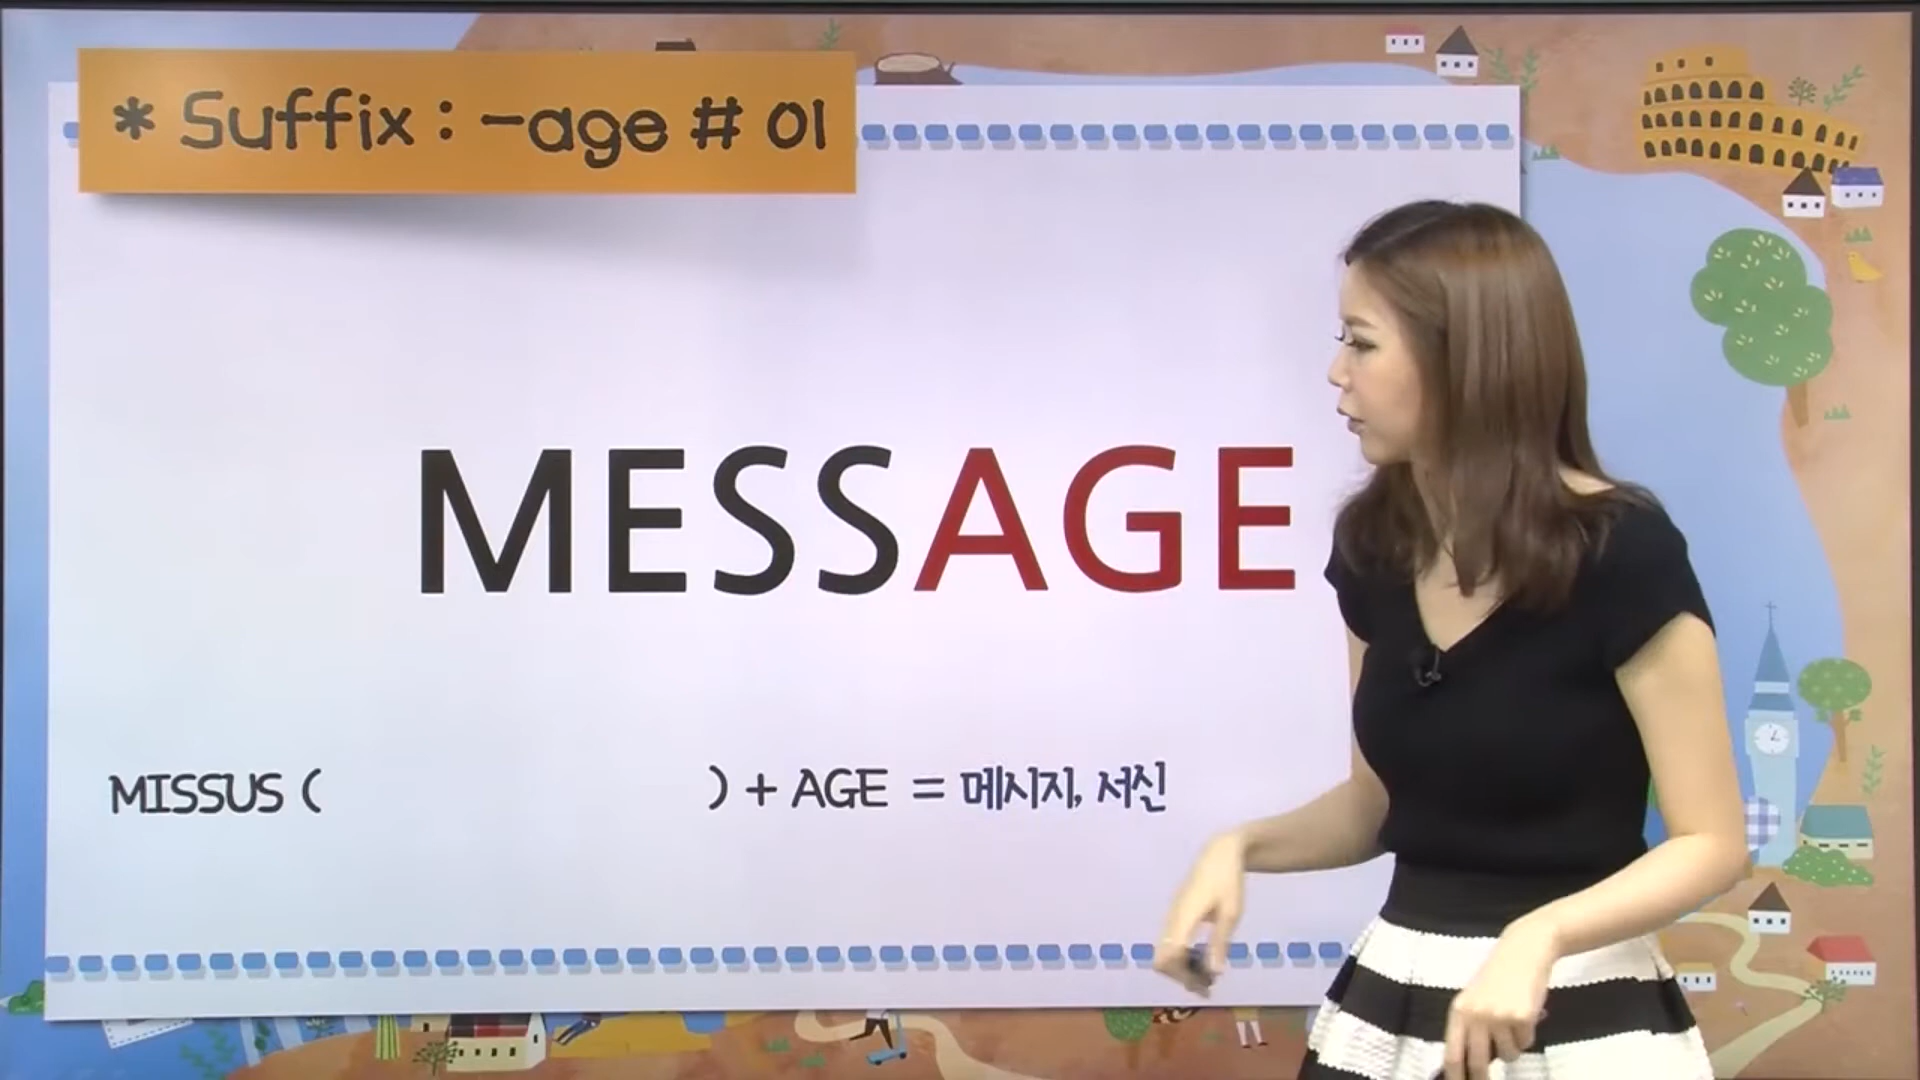 * Suffix : -age # 01
MESSAGE
MISSUS (                    ) + AGE = 메시지, 서신